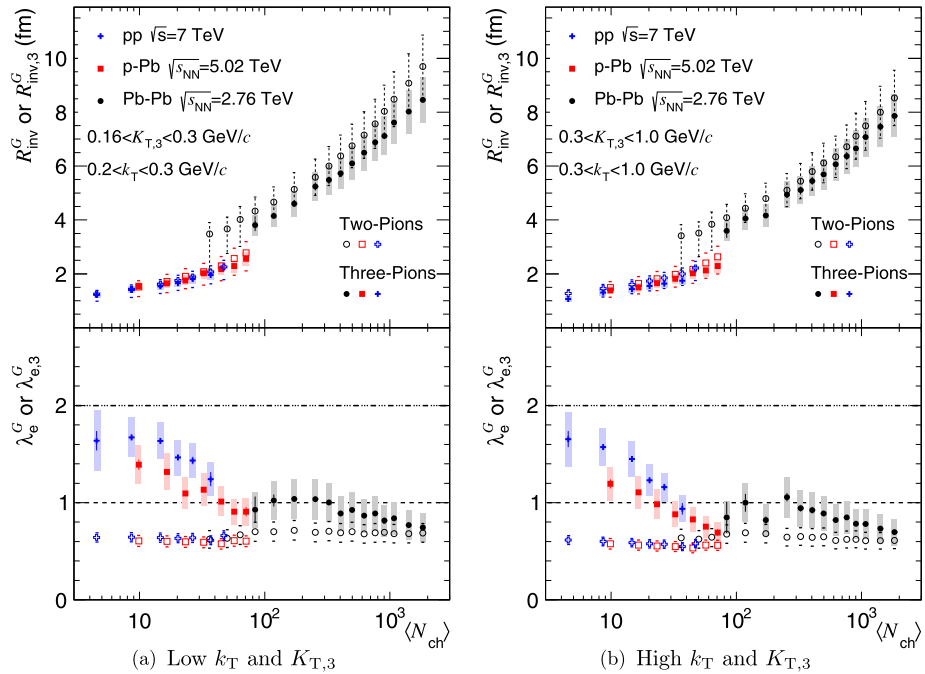 R^G_inv or R^G_inv,3 (fm)
10
8
6
4
2
pp √s=7 TeV
p-Pb √s_NN=5.02 TeV
Pb-Pb √s_NN=2.76 TeV
0.16<K_T,3<0.3 GeV/c
0.2<k_T<0.3 GeV/c
Two-Pions
Three-Pions
λ_e^G or λ_e,3^G
2
1
0
10
10^2
10^3
⟨N_ch⟩
(a) Low k_T and K_T,3
R^G_inv or R^G_inv,3 (fm)
10
8
6
4
2
pp √s=7 TeV
p-Pb √s_NN=5.02 TeV
Pb-Pb √s_NN=2.76 TeV
0.3<K_T,3<1.0 GeV/c
0.3<k_T<1.0 GeV/c
Two-Pions
Three-Pions
λ_e^G or λ_e,3^G
2
1
0
10
10^2
10^3
⟨N_ch⟩
(b) High k_T and K_T,3